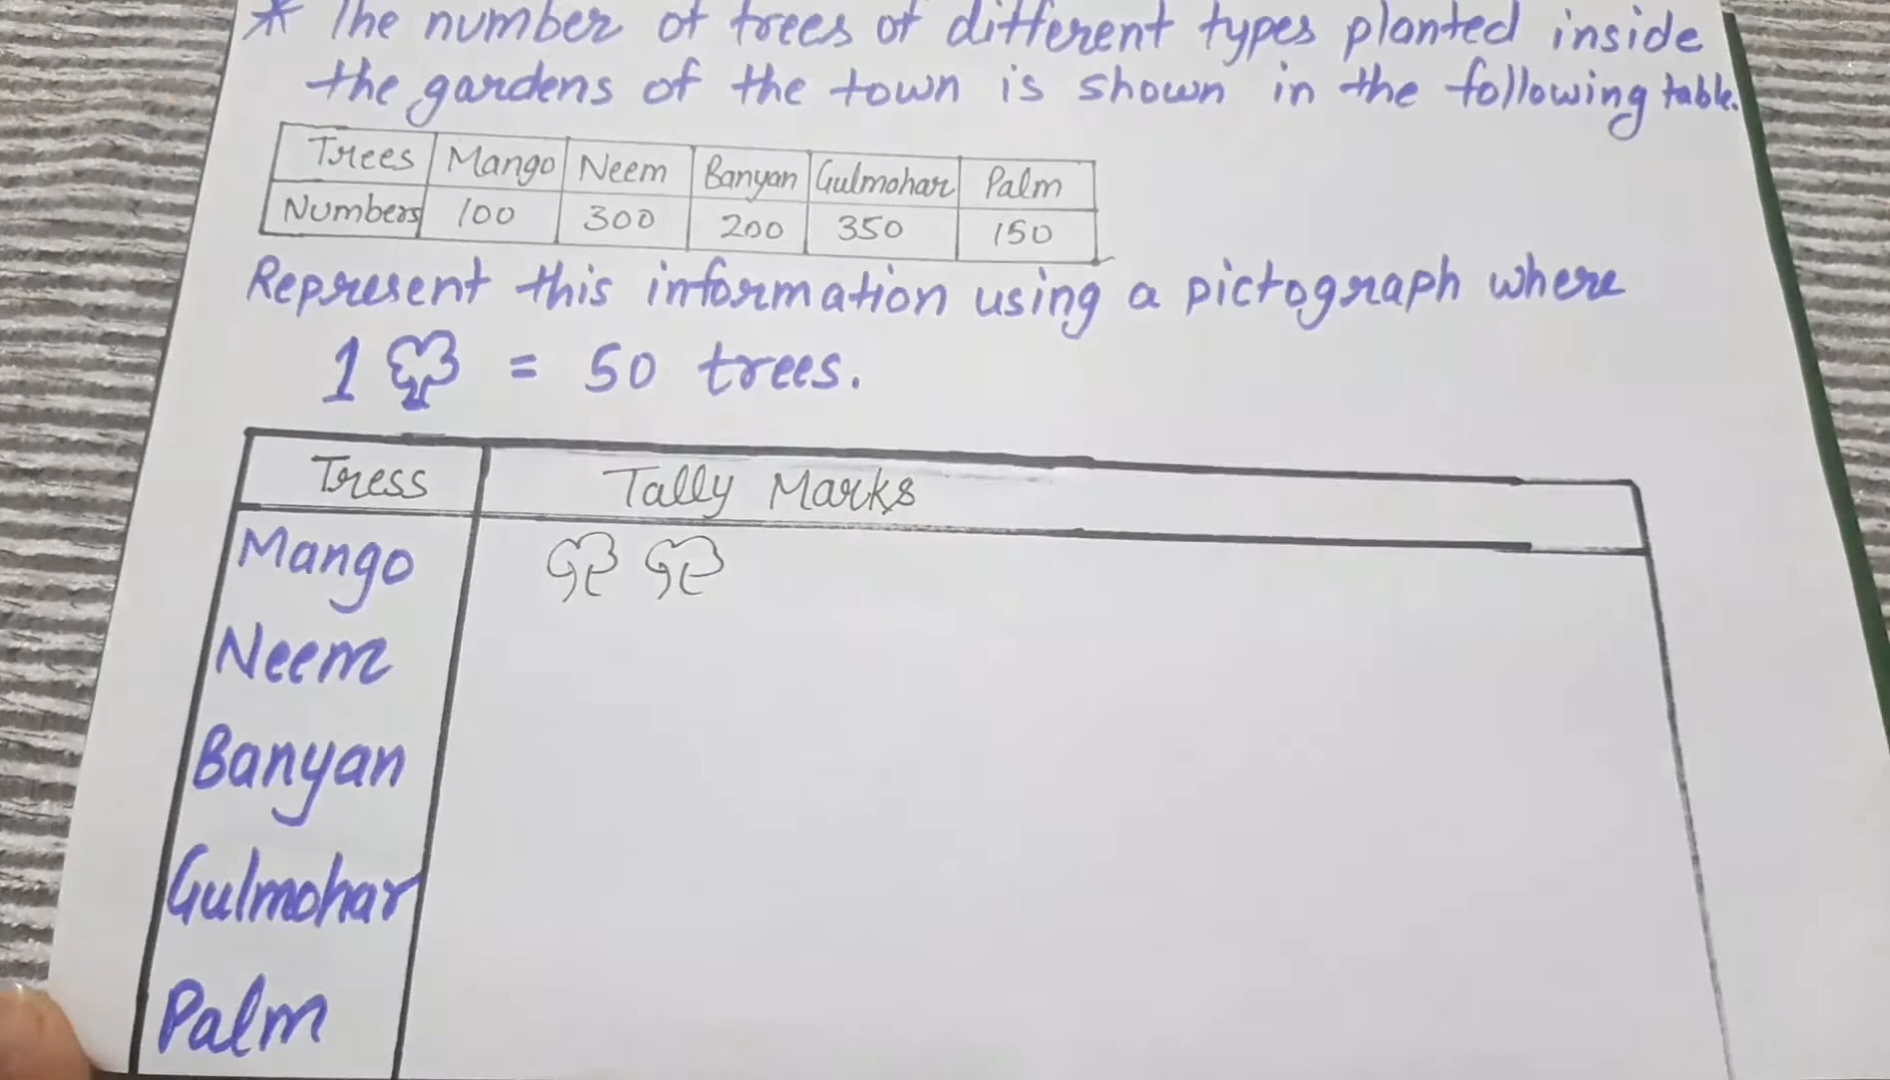 * The number of trees of different types planted inside
the gardens of the town is shown in the following table.
Trees Mango Neem Banyan Gulmohar Palm
Numbers 100 300 200 350 150
Represent this information using a pictograph where
1 = 50 trees.
Tress Tally Marks
Mango
Neem
Banyan
Gulmohar
Palm